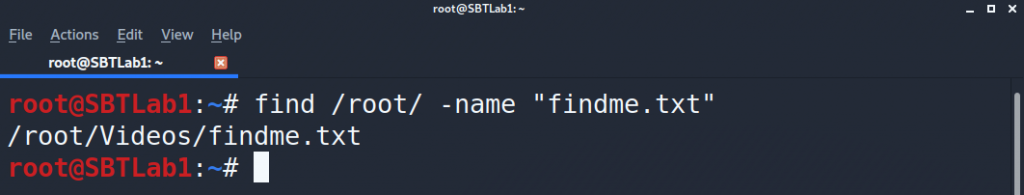 root@SBTLab1: ~
File Actions Edit View Help
root@SBTLab1: ~
root@SBTLab1:~# find /root/ -name "findme.txt"
/root/Videos/findme.txt
root@SBTLab1:~#